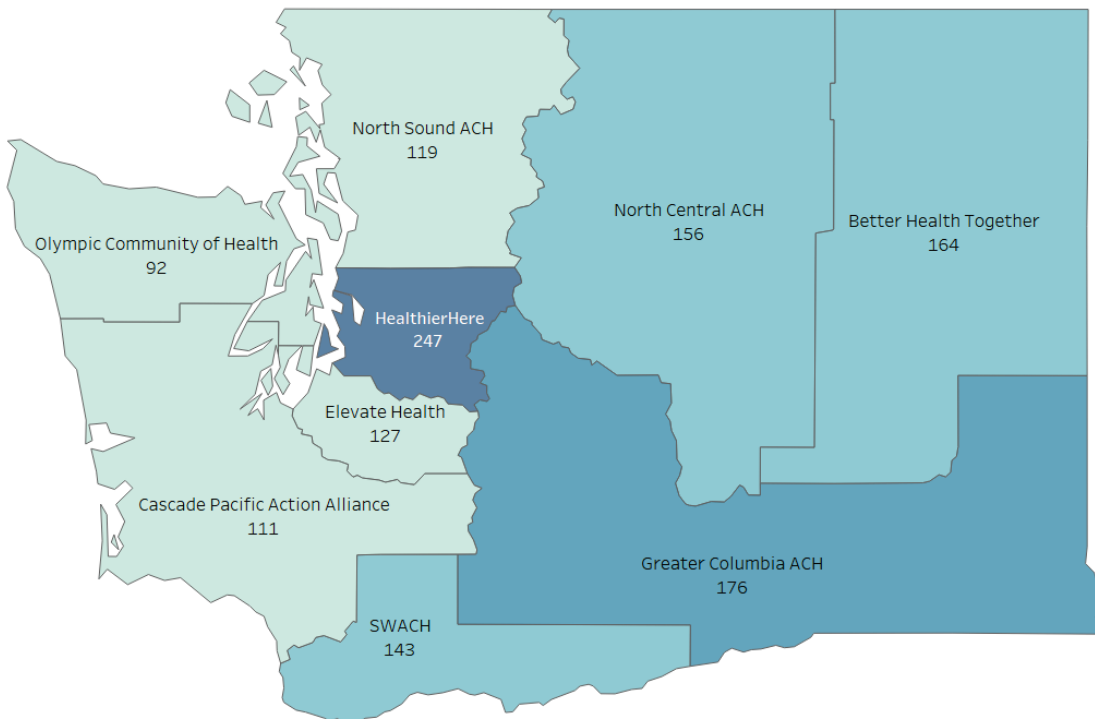 North Sound ACH
119
North Central ACH
156
Better Health Together
164
Olympic Community of Health
92
HealthierHere
247
Elevate Health
127
Cascade Pacific Action Alliance
111
Greater Columbia ACH
176
SWACH
143